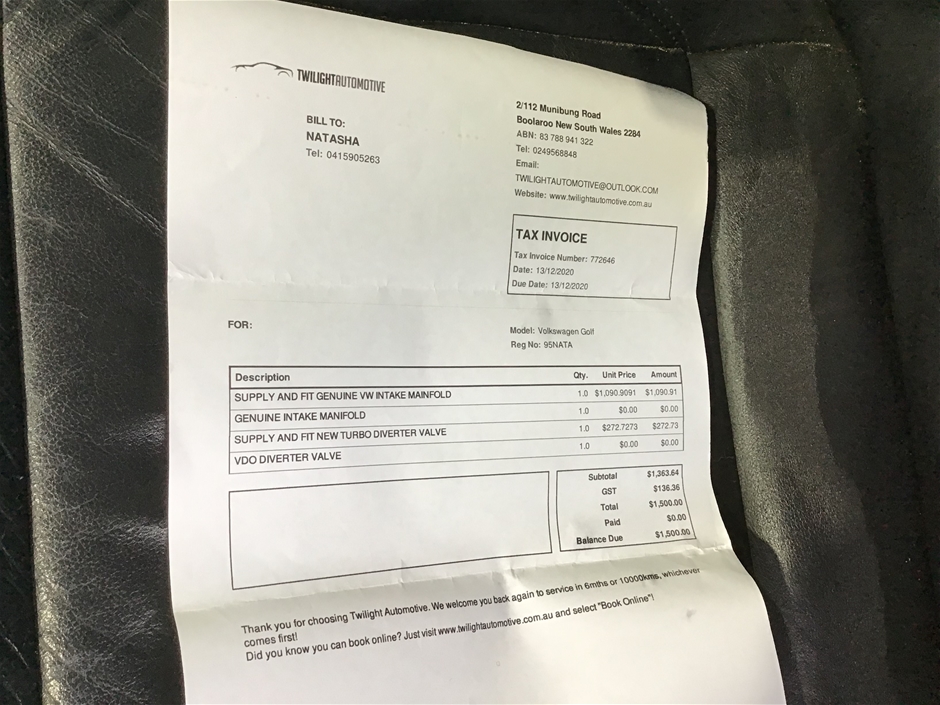 TWILIGHTAUTOMOTIVE
BILL TO:
NATASHA
Tel: 0415905263
2/112 Munibung Road
Boolaroo New South Wales 2284
ABN: 83 788 941 322
Tel: 0249568848
Email:
TWILIGHTAUTOMOTIVE@OUTLOOK.COM
Website: www.twilightautomotive.com.au
TAX INVOICE
Tax Invoice Number: 772646
Date: 13/12/2020
Due Date: 13/12/2020
FOR:
Model: Volkswagen Golf
Reg No: 95NATA
Description Qty. Unit Price Amount
SUPPLY AND FIT GENUINE VW INTAKE MAINFOLD 1.0 $1,090.9091 $1,090.91
GENUINE INTAKE MANIFOLD 1.0 $0.00 $0.00
SUPPLY AND FIT NEW TURBO DIVERTER VALVE 1.0 $272.7273 $272.73
VDO DIVERTER VALVE 1.0 $0.00 $0.00
Subtotal $1,363.64
GST $136.36
Total $1,500.00
Paid $0.00
Balance Due $1,500.00
Thank you for choosing Twilight Automotive. We welcome you back again to service in 6mths or 10000kms, whichever
comes first!
Did you know you can book online? Just visit www.twilightautomotive.com.au and select "Book Online"!